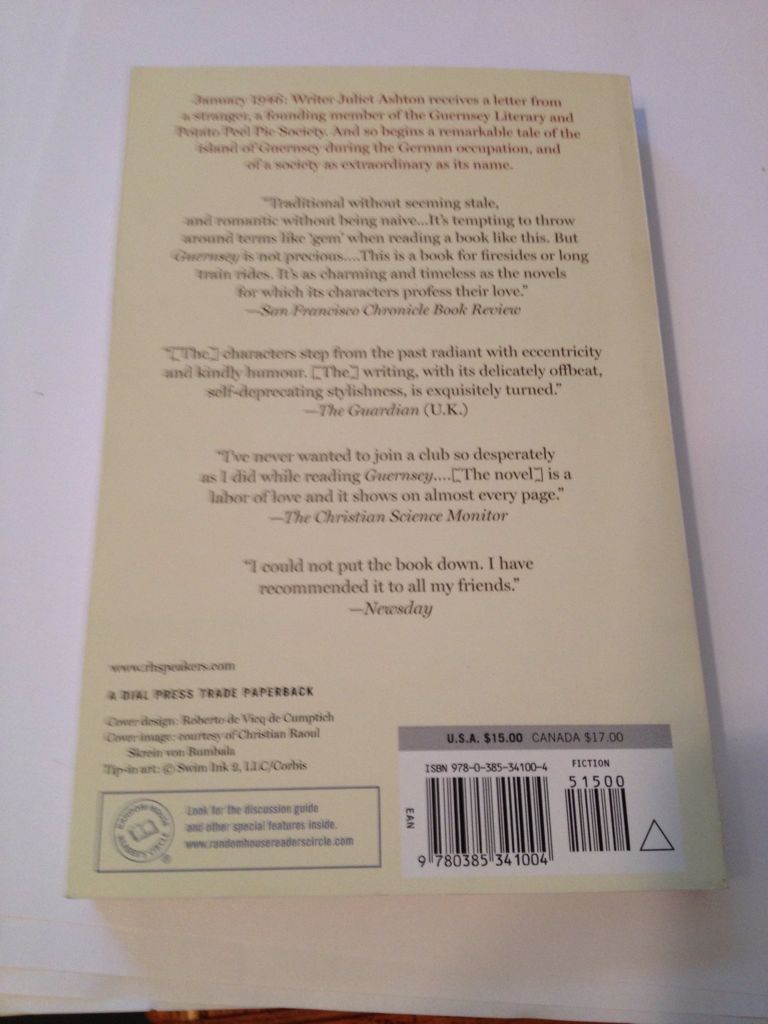 January 1946: Writer Juliet Ashton receives a letter from
a stranger, a founding member of the Guernsey Literary and
Potato Peel Pie Society. And so begins a remarkable tale of the
island of Guernsey during the German occupation, and
of a society as extraordinary as its name.
"Traditional without seeming stale,
and romantic without being naive...It's tempting to throw
around terms like 'gem' when reading a book like this. But
Guernsey is not precious....This is a book for firesides or long
train rides. It's as charming and timeless as the novels
for which its characters profess their love."
—San Francisco Chronicle Book Review
"[The] characters step from the past radiant with eccentricity
and kindly humour. [The] writing, with its delicately offbeat,
self-deprecating stylishness, is exquisitely turned."
—The Guardian (U.K.)
"I've never wanted to join a club so desperately
as I did while reading Guernsey....[The novel] is a
labor of love and it shows on almost every page."
—The Christian Science Monitor
"I could not put the book down. I have
recommended it to all my friends."
—Newsday
www.rhspeakers.com
A DIAL PRESS TRADE PAPERBACK
Cover design: Roberto de Vicq de Cumptich
Cover image: courtesy of Christian Raoul
Skrein von Bumbala
Tip-in art: © Swim Ink 2, LLC/Corbis
RANDOM HOUSE
READER'S CIRCLE
®
Look for the discussion guide
and other special features inside.
www.randomhousereaderscircle.com
U.S.A. $15.00 CANADA $17.00
ISBN 978-0-385-34100-4
FICTION
51500
EAN
9 780385 341004